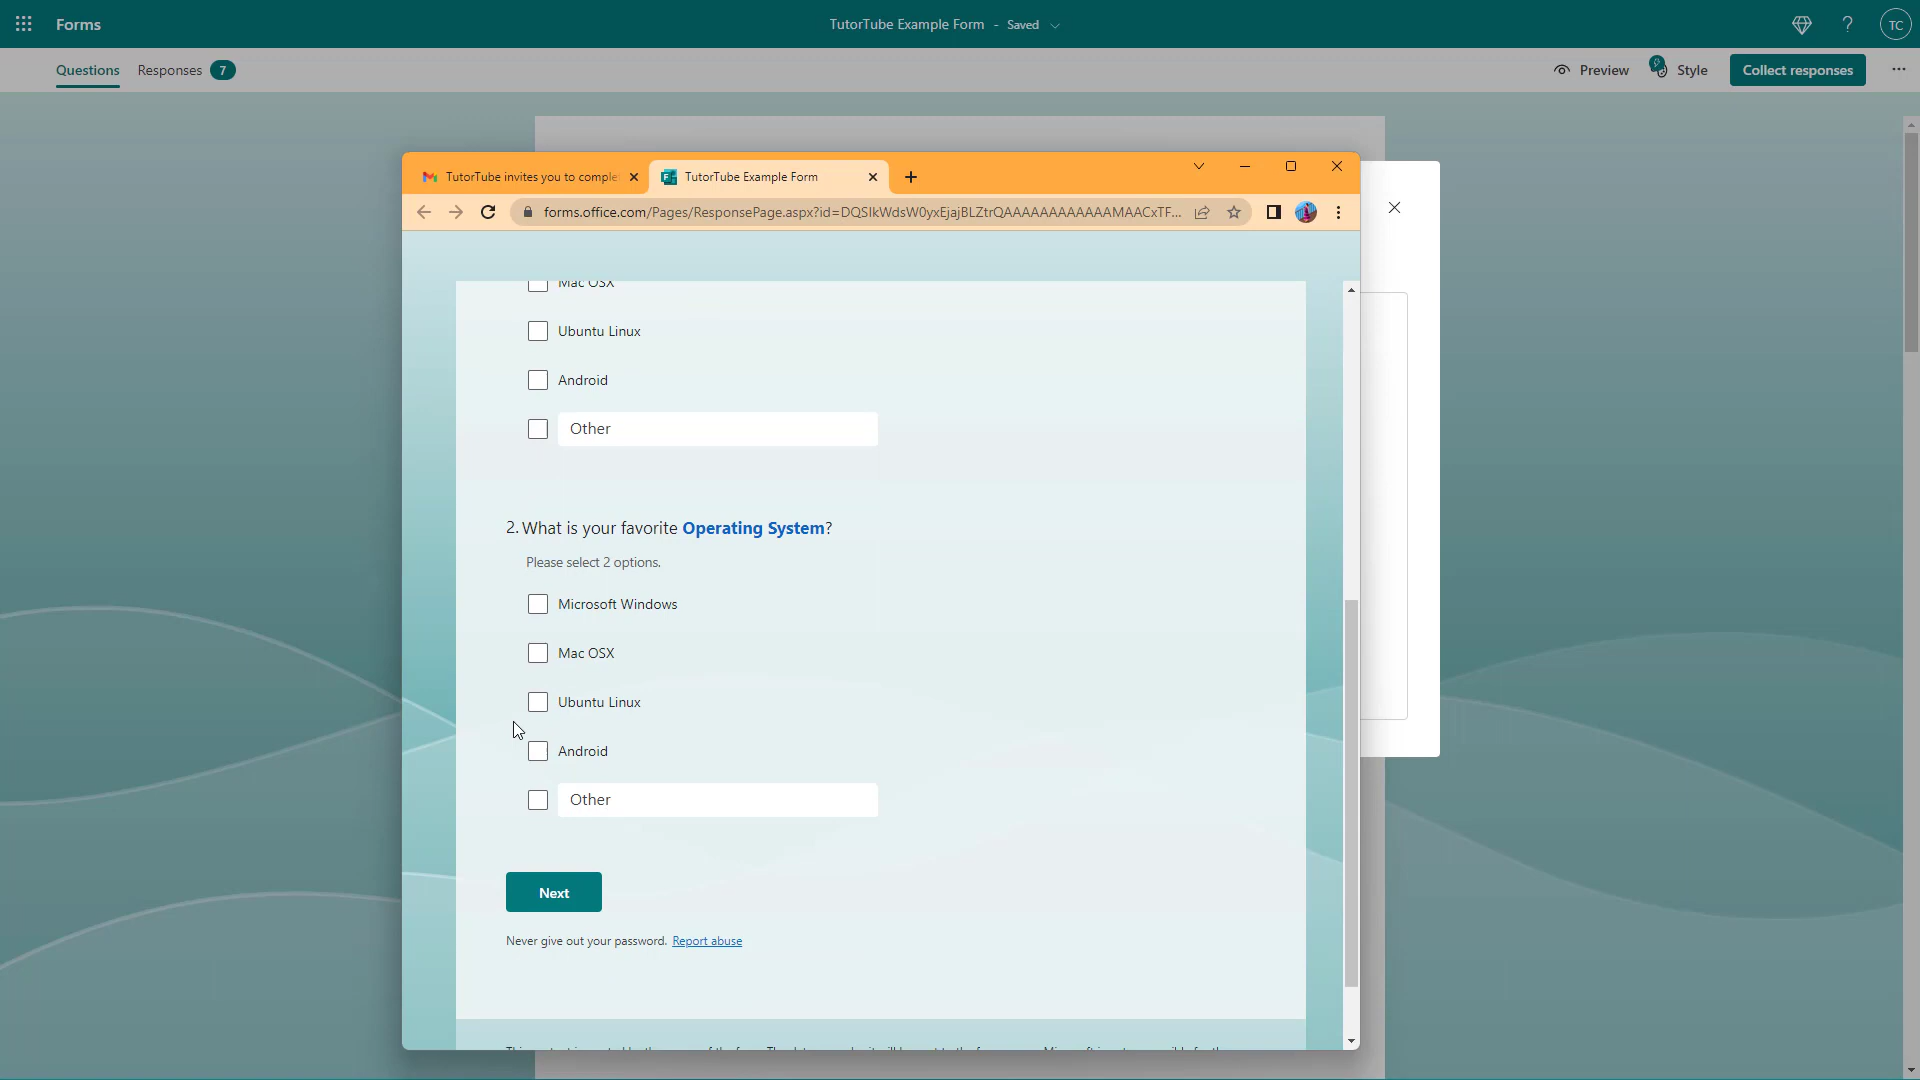 Forms
TutorTube Example Form - Saved
TC
Questions
Responses 7
Preview
Style
Collect responses
TutorTube invites you to comple
TutorTube Example Form
forms.office.com/Pages/ResponsePage.aspx?id=DQSIkWdsW0yxEjajBLZtrQAAAAAAAAAAAAMAACxTF...
Mac OSX
Ubuntu Linux
Android
Other
2. What is your favorite Operating System?
Please select 2 options.
Microsoft Windows
Mac OSX
Ubuntu Linux
Android
Other
Next
Never give out your password. Report abuse